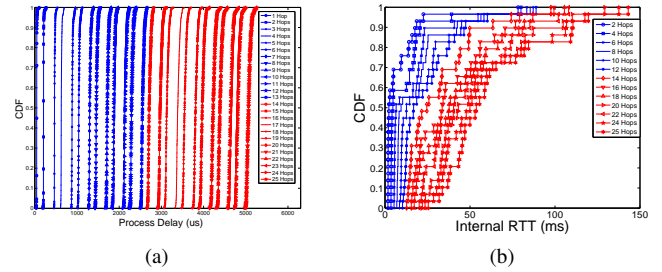 CDF
1
0.9
0.8
0.7
0.6
0.5
0.4
0.3
0.2
0.1
0
0
1000
2000
3000
4000
5000
6000
Process Delay (us)
1 Hop
2 Hops
3 Hops
4 Hops
5 Hops
6 Hops
7 Hops
8 Hops
9 Hops
10 Hops
11 Hops
12 Hops
13 Hops
14 Hops
15 Hops
16 Hops
17 Hops
18 Hops
19 Hops
20 Hops
21 Hops
22 Hops
23 Hops
24 Hops
25 Hops
(a)
CDF
1
0.9
0.8
0.7
0.6
0.5
0.4
0.3
0.2
0.1
0
0
50
100
150
Internal RTT (ms)
2 Hops
4 Hops
6 Hops
8 Hops
10 Hops
12 Hops
14 Hops
16 Hops
18 Hops
20 Hops
22 Hops
24 Hops
25 Hops
(b)